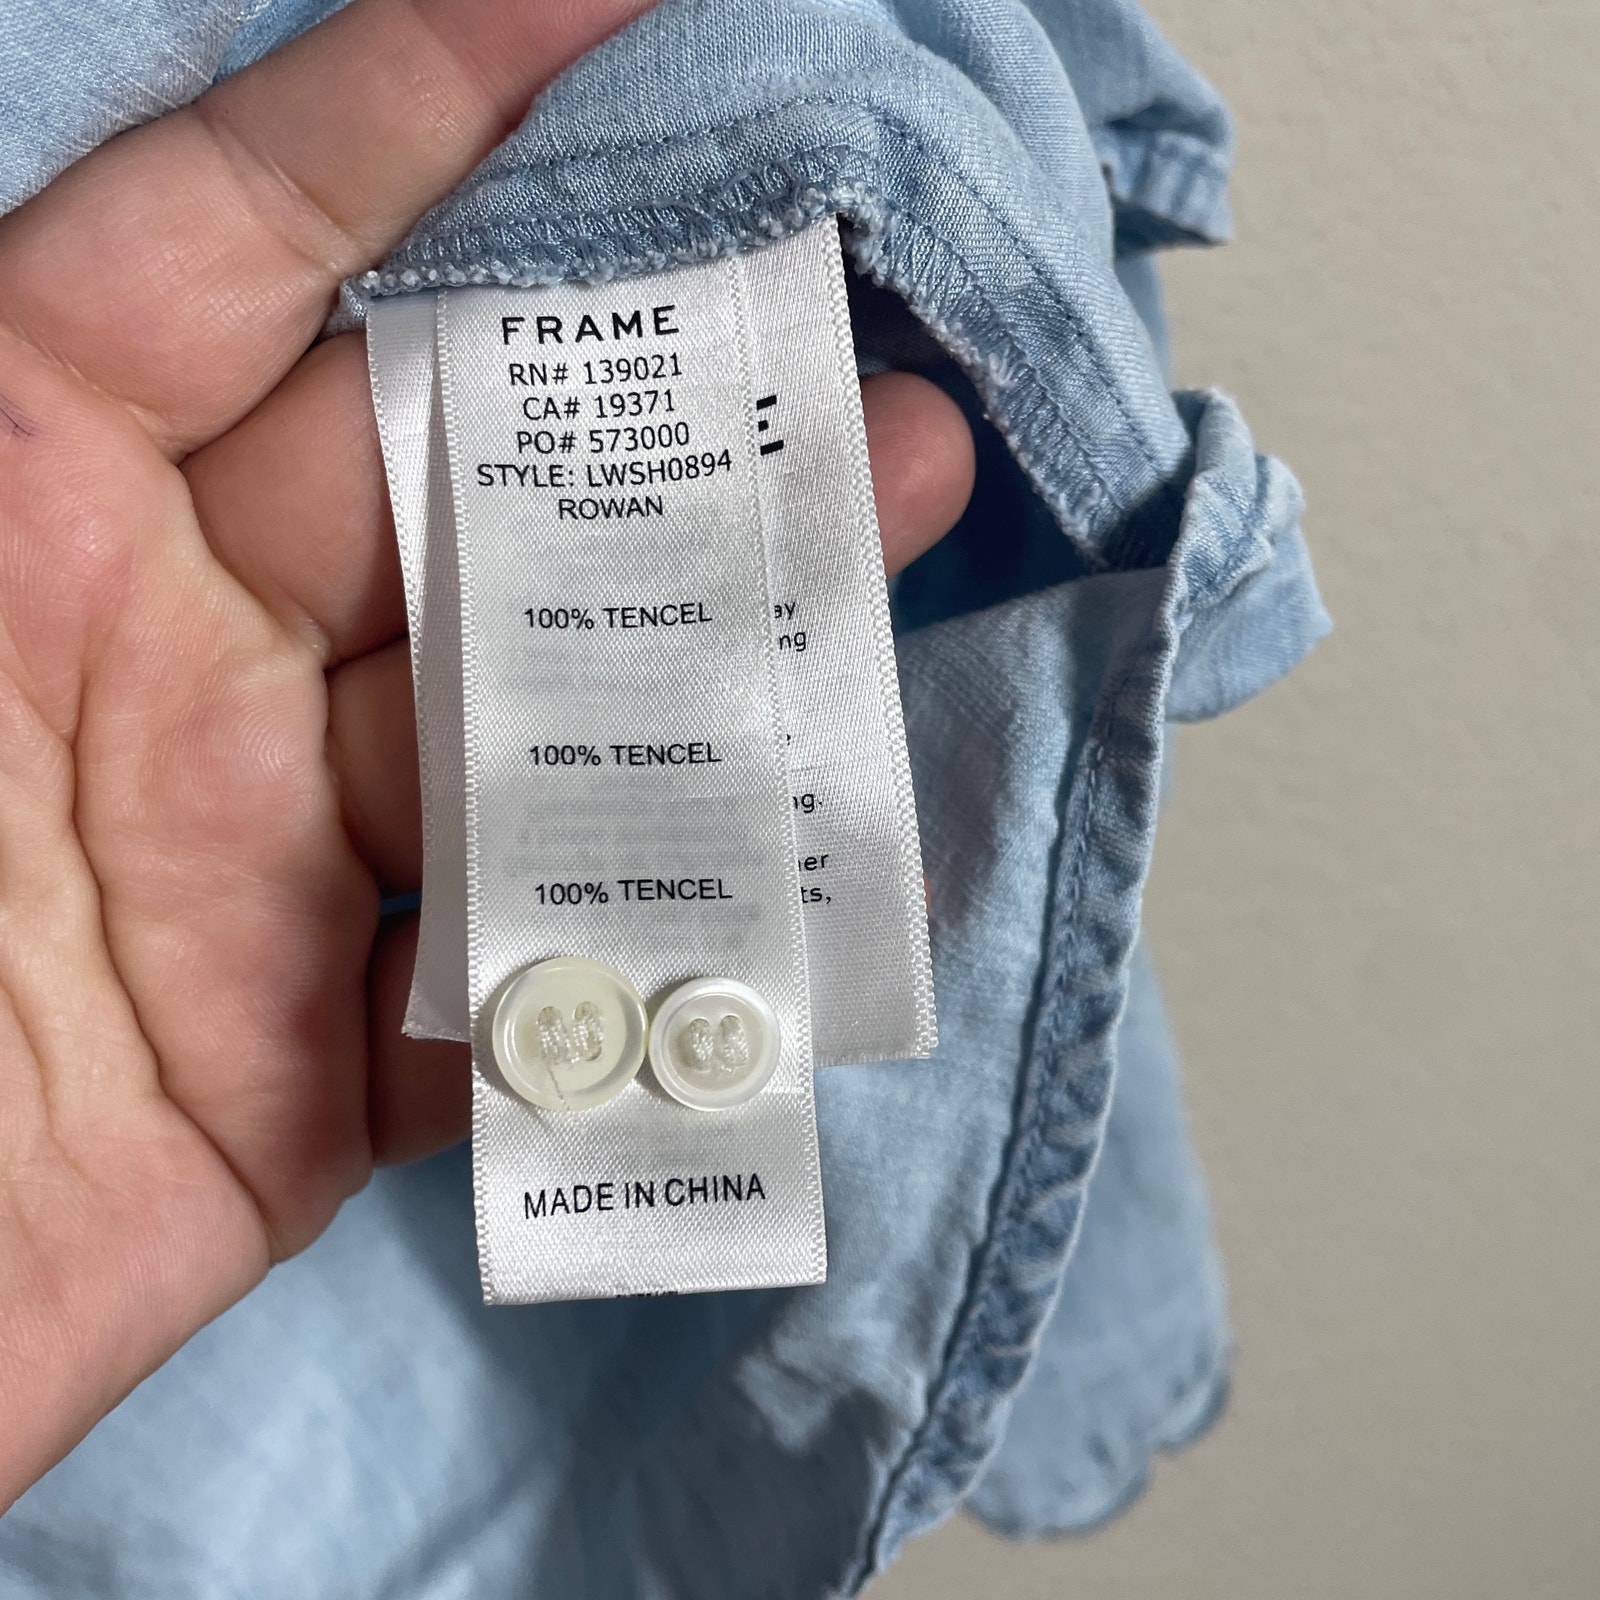 FRAME
RN# 139021
CA# 19371
PO# 573000
STYLE: LWSH0894
ROWAN
100% TENCEL
100% TENCEL
100% TENCEL
MADE IN CHINA